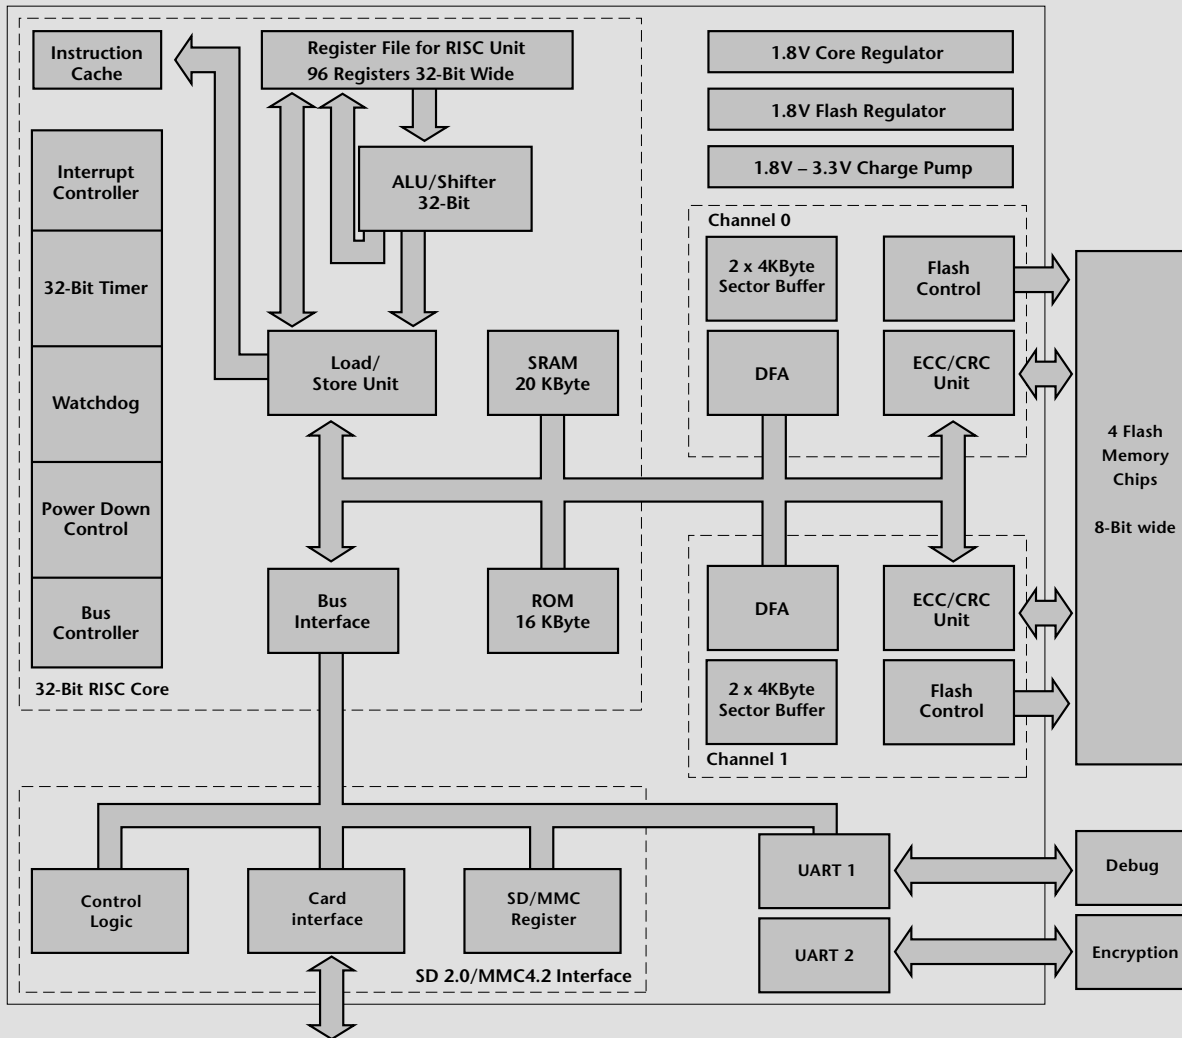 Instruction
Cache
Register File for RISC Unit
96 Registers 32-Bit Wide
1.8V Core Regulator
1.8V Flash Regulator
1.8V – 3.3V Charge Pump
Interrupt
Controller
32-Bit Timer
Watchdog
Power Down
Control
Bus
Controller
32-Bit RISC Core
ALU/Shifter
32-Bit
Load/
Store Unit
SRAM
20 KByte
Bus
Interface
ROM
16 KByte
Channel 0
2 x 4KByte
Sector Buffer
Flash
Control
DFA
ECC/CRC
Unit
4 Flash
Memory
Chips
8-Bit wide
DFA
ECC/CRC
Unit
2 x 4KByte
Sector Buffer
Flash
Control
Channel 1
Control
Logic
Card
interface
SD/MMC
Register
SD 2.0/MMC4.2 Interface
UART 1
Debug
UART 2
Encryption